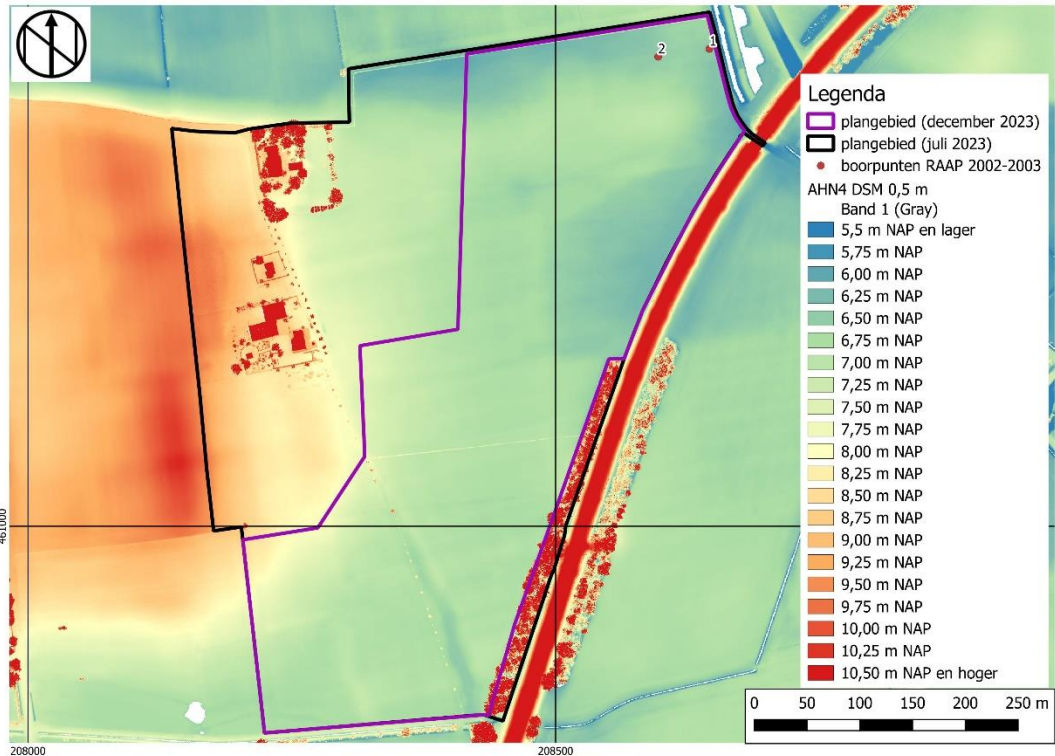 2
1
Legenda
plangebied (december 2023)
plangebied (juli 2023)
boorpunten RAAP 2002-2003
AHN4 DSM 0,5 m
Band 1 (Gray)
5,5 m NAP en lager
5,75 m NAP
6,00 m NAP
6,25 m NAP
6,50 m NAP
6,75 m NAP
7,00 m NAP
7,25 m NAP
7,50 m NAP
7,75 m NAP
8,00 m NAP
8,25 m NAP
8,50 m NAP
8,75 m NAP
9,00 m NAP
9,25 m NAP
9,50 m NAP
9,75 m NAP
10,00 m NAP
10,25 m NAP
10,50 m NAP en hoger
461000
0 50 100 150 200 250 m
208000 208500